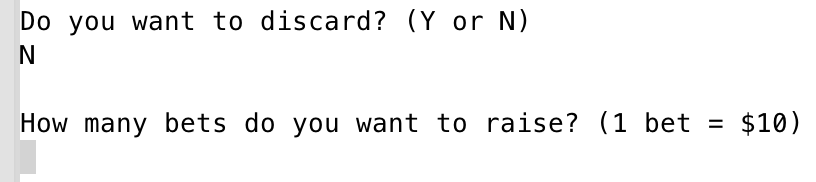 Do you want to discard? (Y or N)
N
How many bets do you want to raise? (1 bet = $10)